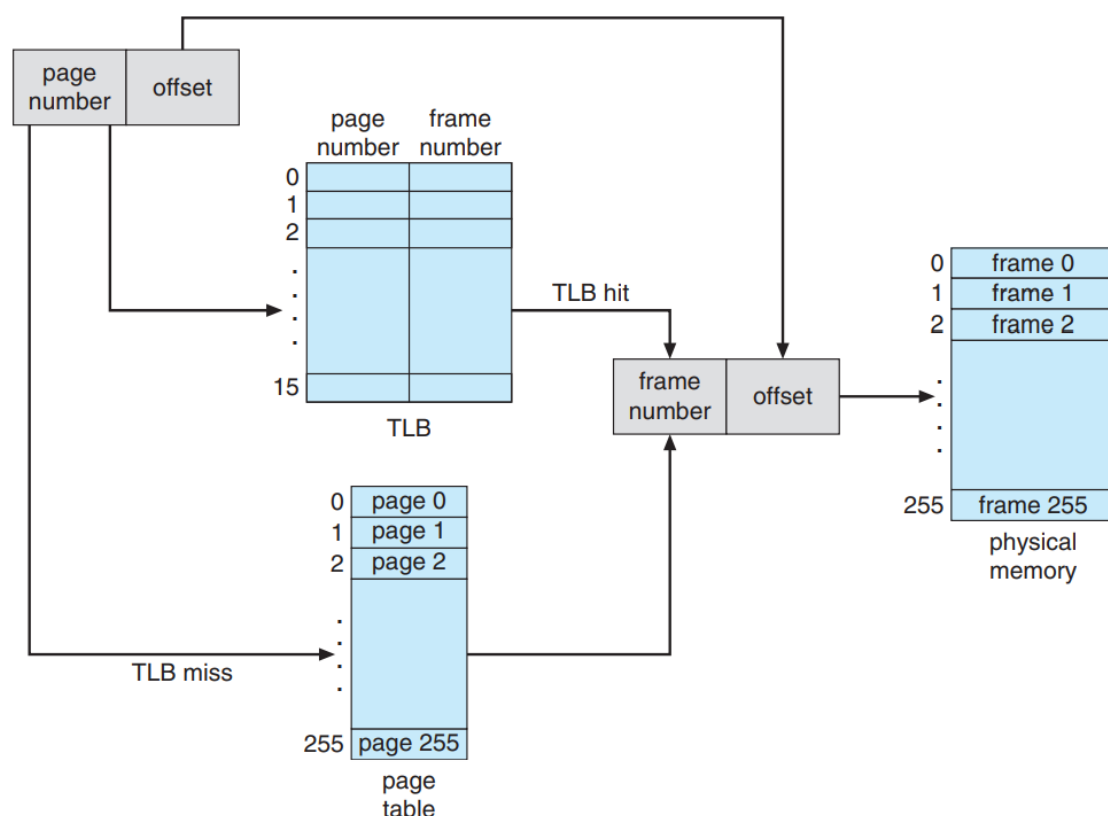 page
number
offset
page
number
frame
number
0
1
2
.
.
.
.
15
TLB
TLB hit
frame
number
offset
0 frame 0
1 frame 1
2 frame 2
.
.
.
.
255 frame 255
physical
memory
0 page 0
1 page 1
2 page 2
.
.
.
.
TLB miss
255 page 255
page
table